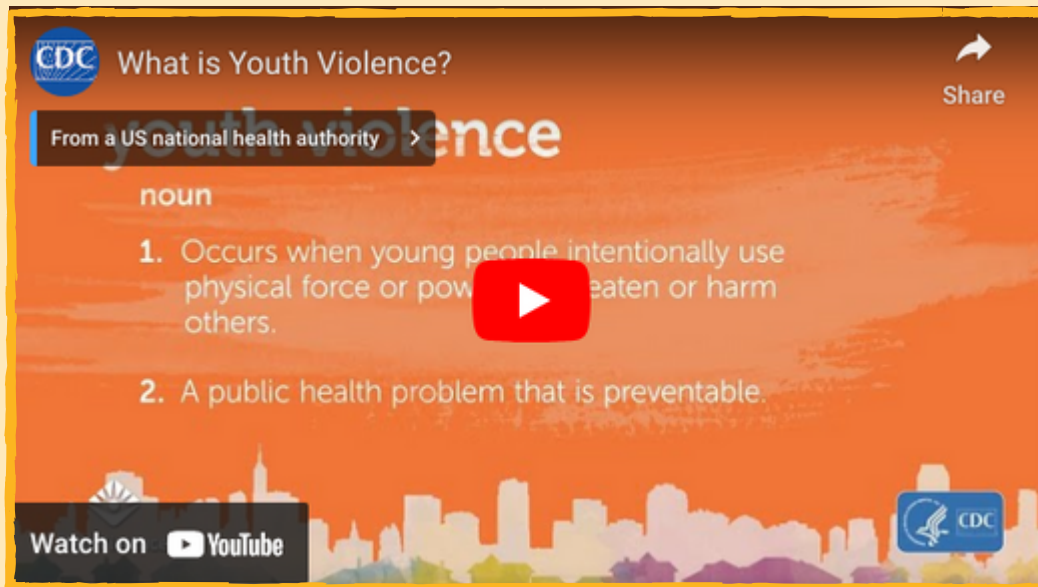 CDC What is Youth Violence?
Share
From a US national health authority >
youth violence
noun
1. Occurs when young people intentionally use
physical force or pow eaten or harm
others.
2. A public health problem that is preventable.
Watch on YouTube
CDC